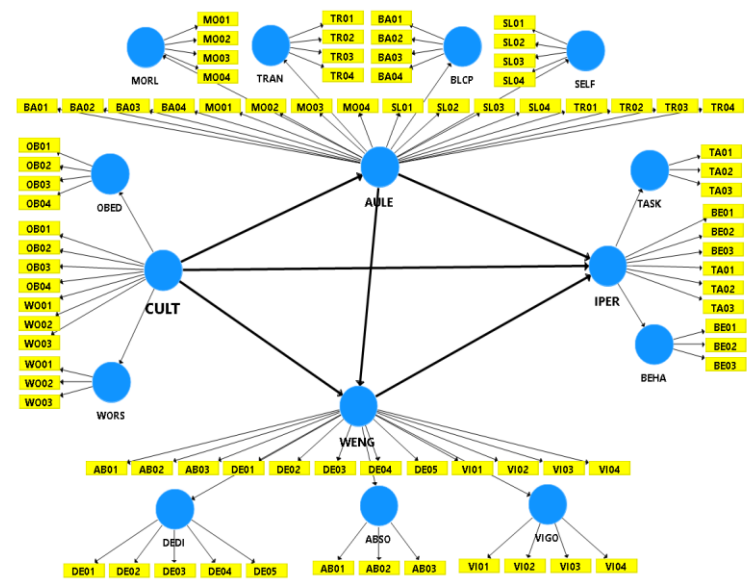 MO01
MO02
MO03
MO04
MORL
TR01
TR02
TR03
TR04
TRAN
BA01
BA02
BA03
BA04
BLCP
SL01
SL02
SL03
SL04
SELF
BA01 BA02 BA03 BA04 MO01 MO02 MO03 MO04 SL01 SL02 SL03 SL04 TR01 TR02 TR03 TR04
AULE
OB01
OB02
OB03
OB04
OBED
TA01
TA02
TA03
TASK
OB01
OB02
OB03
OB04
WO01
WO02
WO03
CULT
BE01
BE02
BE03
TA01
TA02
TA03
IPER
WO01
WO02
WO03
WORS
BE01
BE02
BE03
BEHA
WENG
AB01 AB02 AB03 DE01 DE02 DE03 DE04 DE05 VI01 VI02 VI03 VI04
DEDI
ABSO
VIGO
DE01 DE02 DE03 DE04 DE05
AB01 AB02 AB03
VI01 VI02 VI03 VI04